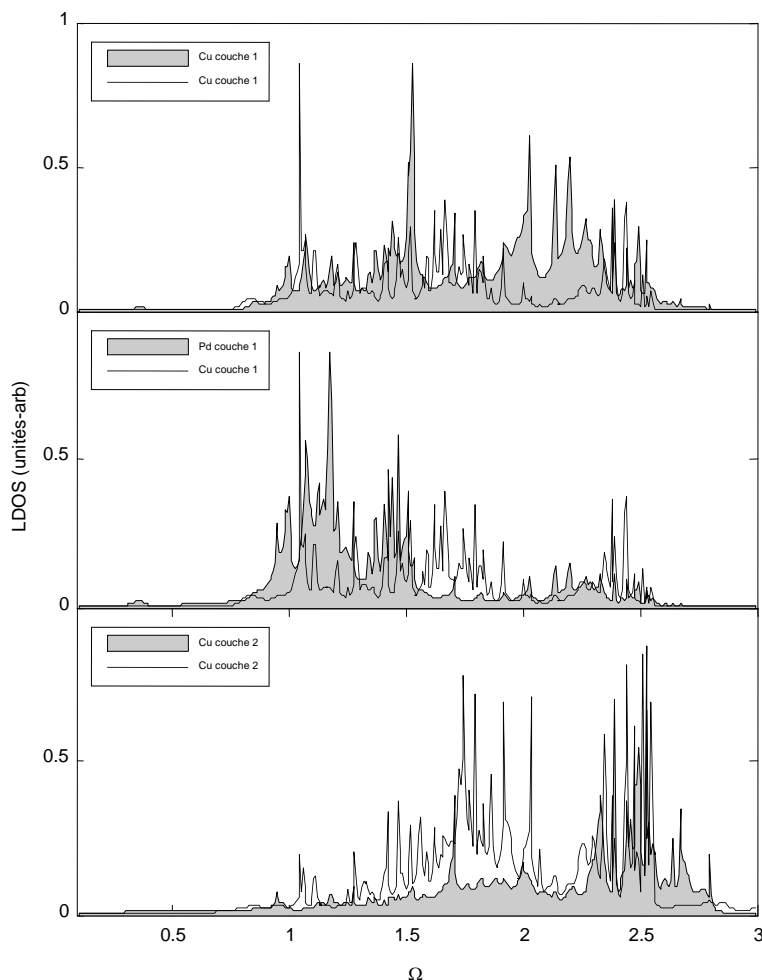 1
Cu couche 1
Cu couche 1
0.5
0
Pd couche 1
Cu couche 1
0.5
0
LDOS (unités-arb)
Cu couche 2
Cu couche 2
0.5
0
0.5 1 1.5 2 2.5 3
Ω